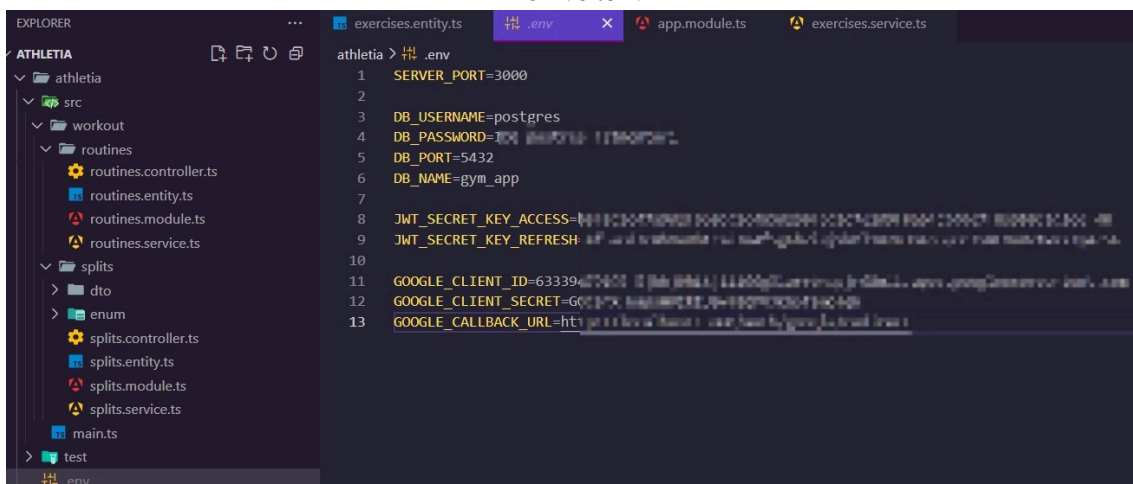 EXPLORER
ATHLETIA
athletia
src
workout
routines
routines.controller.ts
routines.entity.ts
routines.module.ts
routines.service.ts
splits
dto
enum
splits.controller.ts
splits.entity.ts
splits.module.ts
splits.service.ts
main.ts
test
.env
exercises.entity.ts .env app.module.ts exercises.service.ts
athletia > .env
1 SERVER_PORT=3000
2
3 DB_USERNAME=postgres
4 DB_PASSWORD=
5 DB_PORT=5432
6 DB_NAME=gym_app
7
8 JWT_SECRET_KEY_ACCESS=
9 JWT_SECRET_KEY_REFRESH=
10
11 GOOGLE_CLIENT_ID=
12 GOOGLE_CLIENT_SECRET=
13 GOOGLE_CALLBACK_URL=